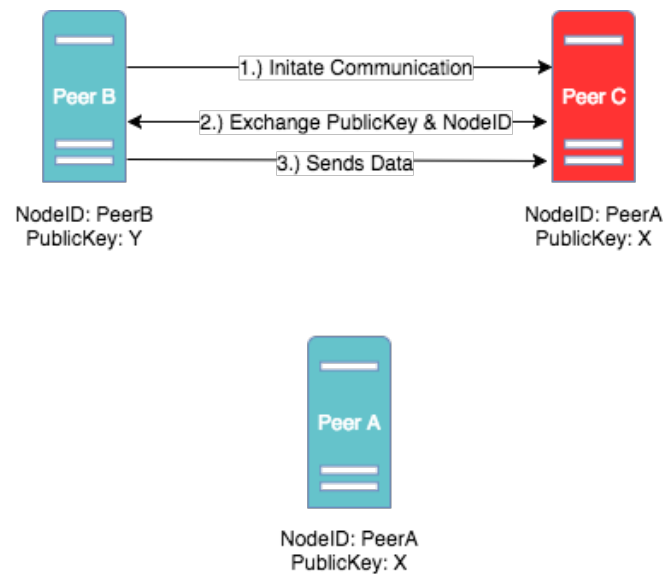 1.) Initate Communication
Peer B
Peer C
2.) Exchange PublicKey & NodeID
3.) Sends Data
NodeID: PeerB
PublicKey: Y
NodeID: PeerA
PublicKey: X
Peer A
NodeID: PeerA
PublicKey: X